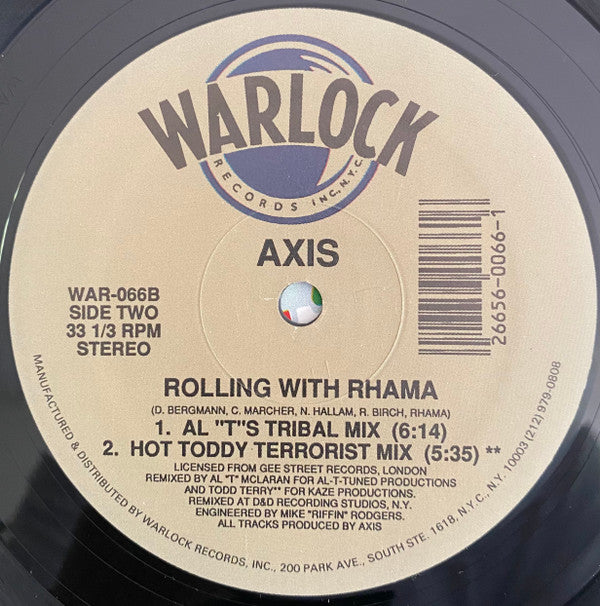 WARLOCK
RECORDS INC., N.Y.C.
AXIS
WAR-066B
SIDE TWO
33 1/3 RPM
STEREO
26656-0066-1
ROLLING WITH RHAMA
(D. BERGMANN, C. MARCHER, N. HALLAM, R. BIRCH, RHAMA)
1. AL "T"S TRIBAL MIX (6:14)
2. HOT TODDY TERRORIST MIX (5:35) **
LICENSED FROM GEE STREET RECORDS, LONDON
REMIXED BY AL "T" MCLARAN FOR AL-T-TUNED PRODUCTIONS
AND TODD TERRY** FOR KAZE PRODUCTIONS.
REMIXED AT D&D RECORDING STUDIOS, N.Y.
ENGINEERED BY MIKE "RIFFIN" RODGERS.
ALL TRACKS PRODUCED BY AXIS
MANUFACTURED & DISTRIBUTED BY WARLOCK RECORDS, INC., 200 PARK AVE., SOUTH STE. 1618, N.Y.C., N.Y. 10003 (212) 979-0808